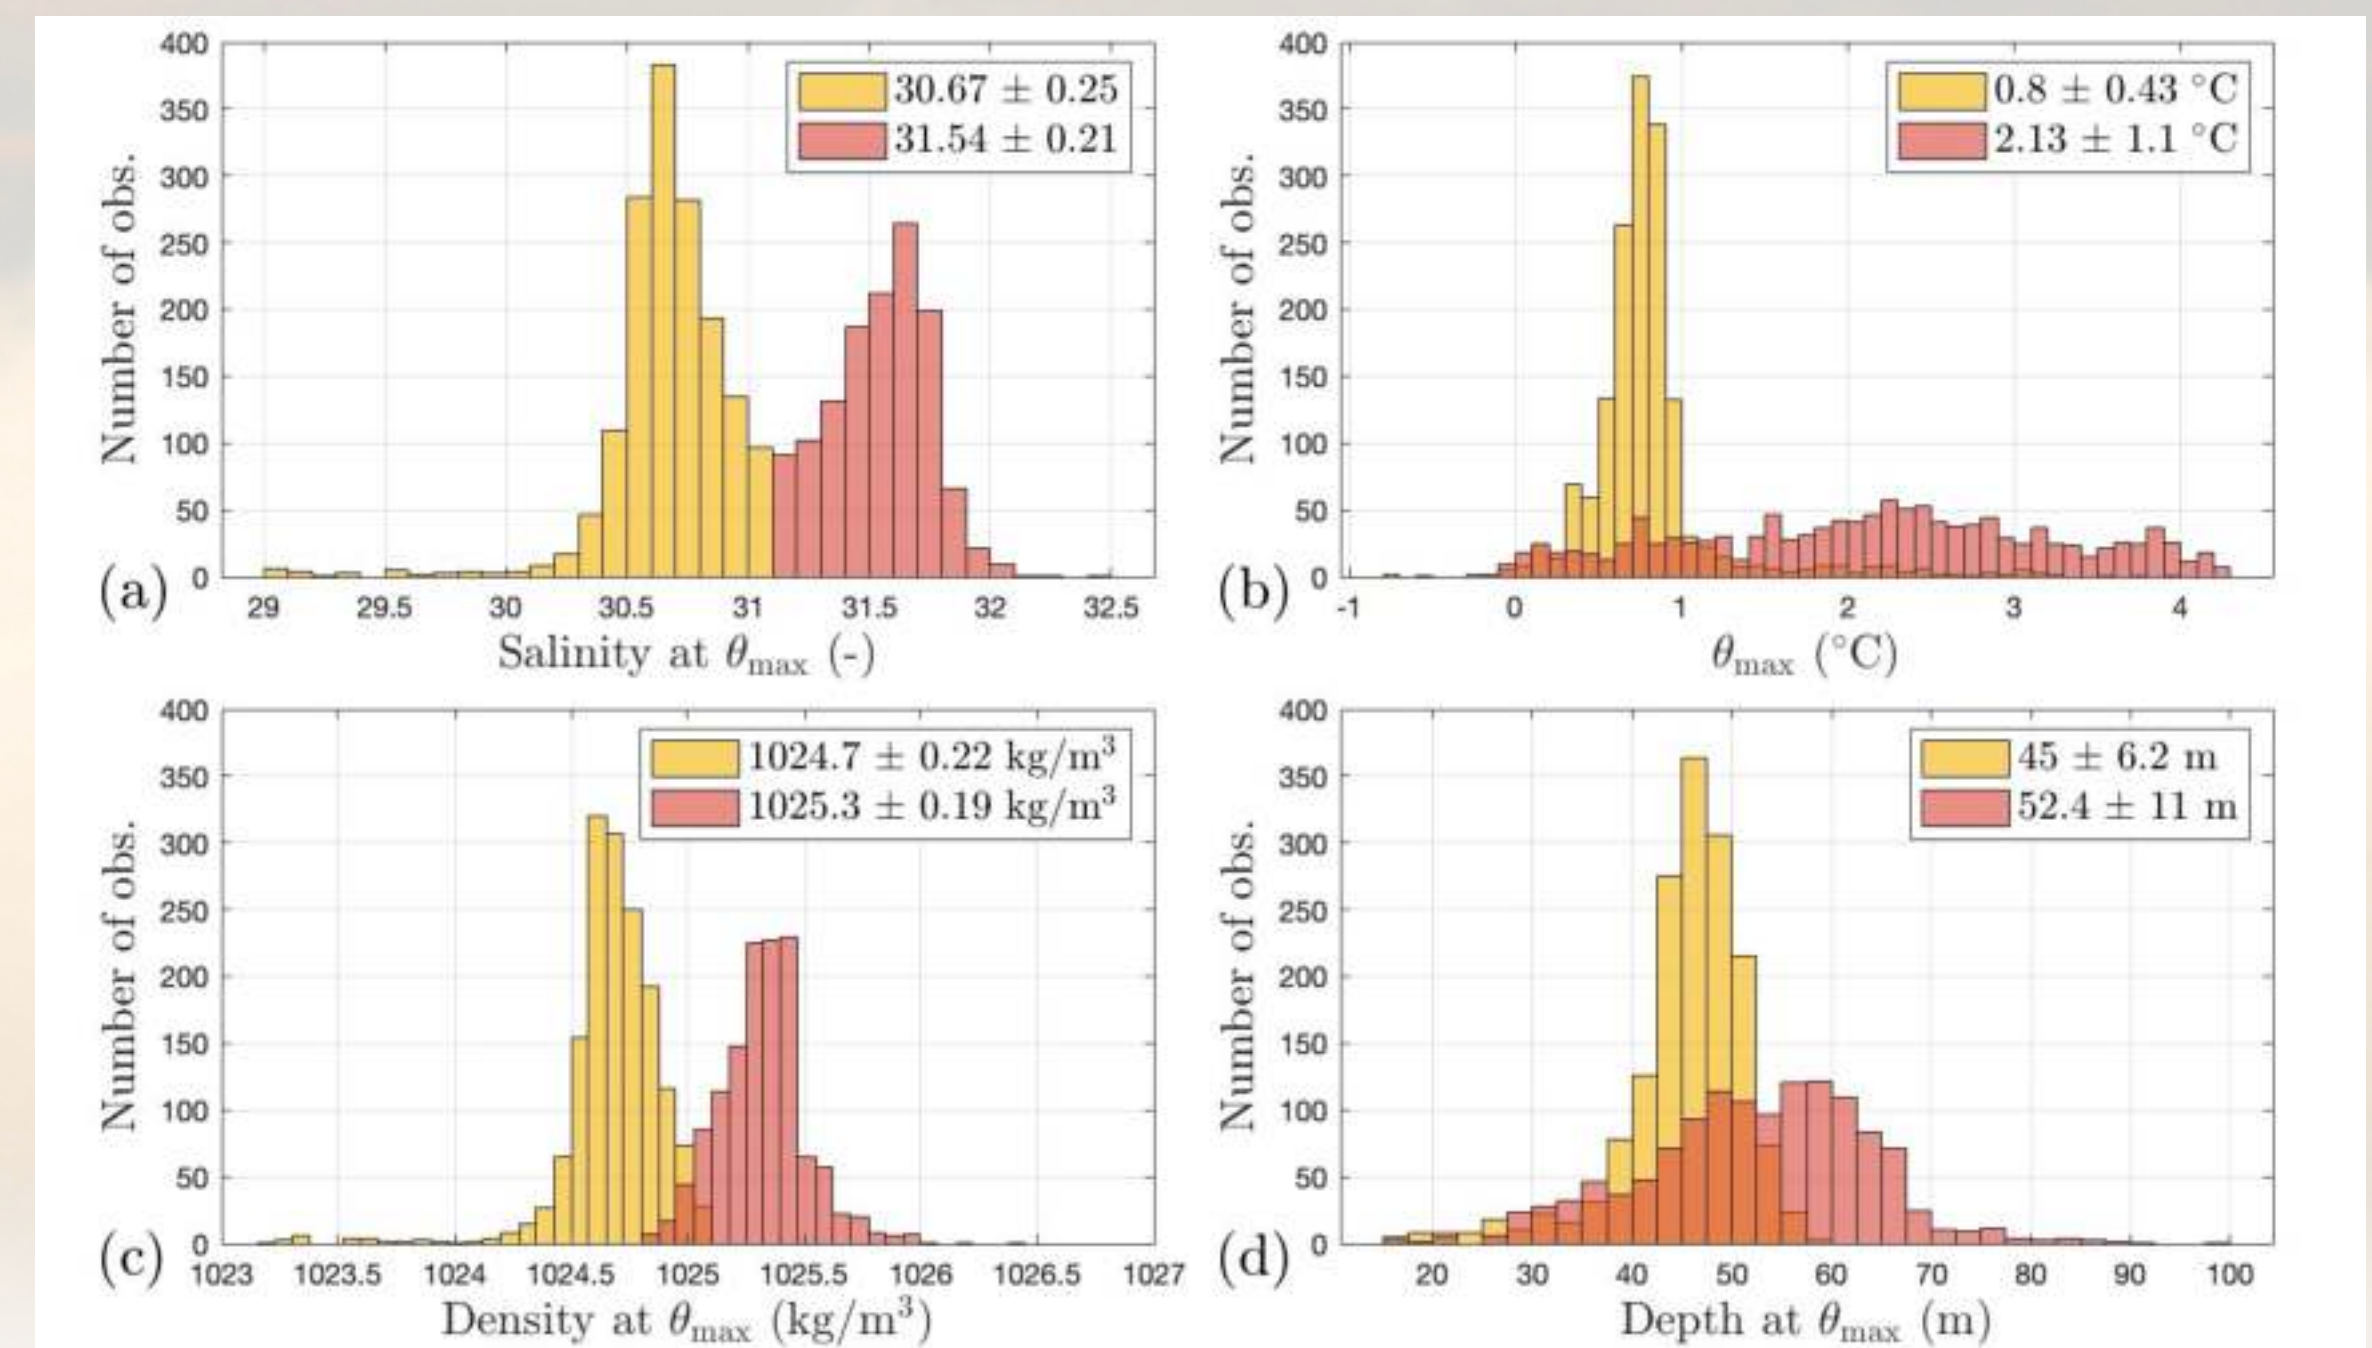 400
350
300
250
200
150
100
50
0
Number of obs.
30.67 ± 0.25
31.54 ± 0.21
(a)
29 29.5 30 30.5 31 31.5 32 32.5
Salinity at θmax (-)
400
350
300
250
200
150
100
50
0
Number of obs.
0.8 ± 0.43 °C
2.13 ± 1.1 °C
(b)
-1 0 1 2 3 4
θmax (°C)
400
350
300
250
200
150
100
50
0
Number of obs.
1024.7 ± 0.22 kg/m³
1025.3 ± 0.19 kg/m³
(c)
1023 1023.5 1024 1024.5 1025 1025.5 1026 1026.5 1027
Density at θmax (kg/m³)
400
350
300
250
200
150
100
50
0
Number of obs.
45 ± 6.2 m
52.4 ± 11 m
(d)
20 30 40 50 60 70 80 90 100
Depth at θmax (m)